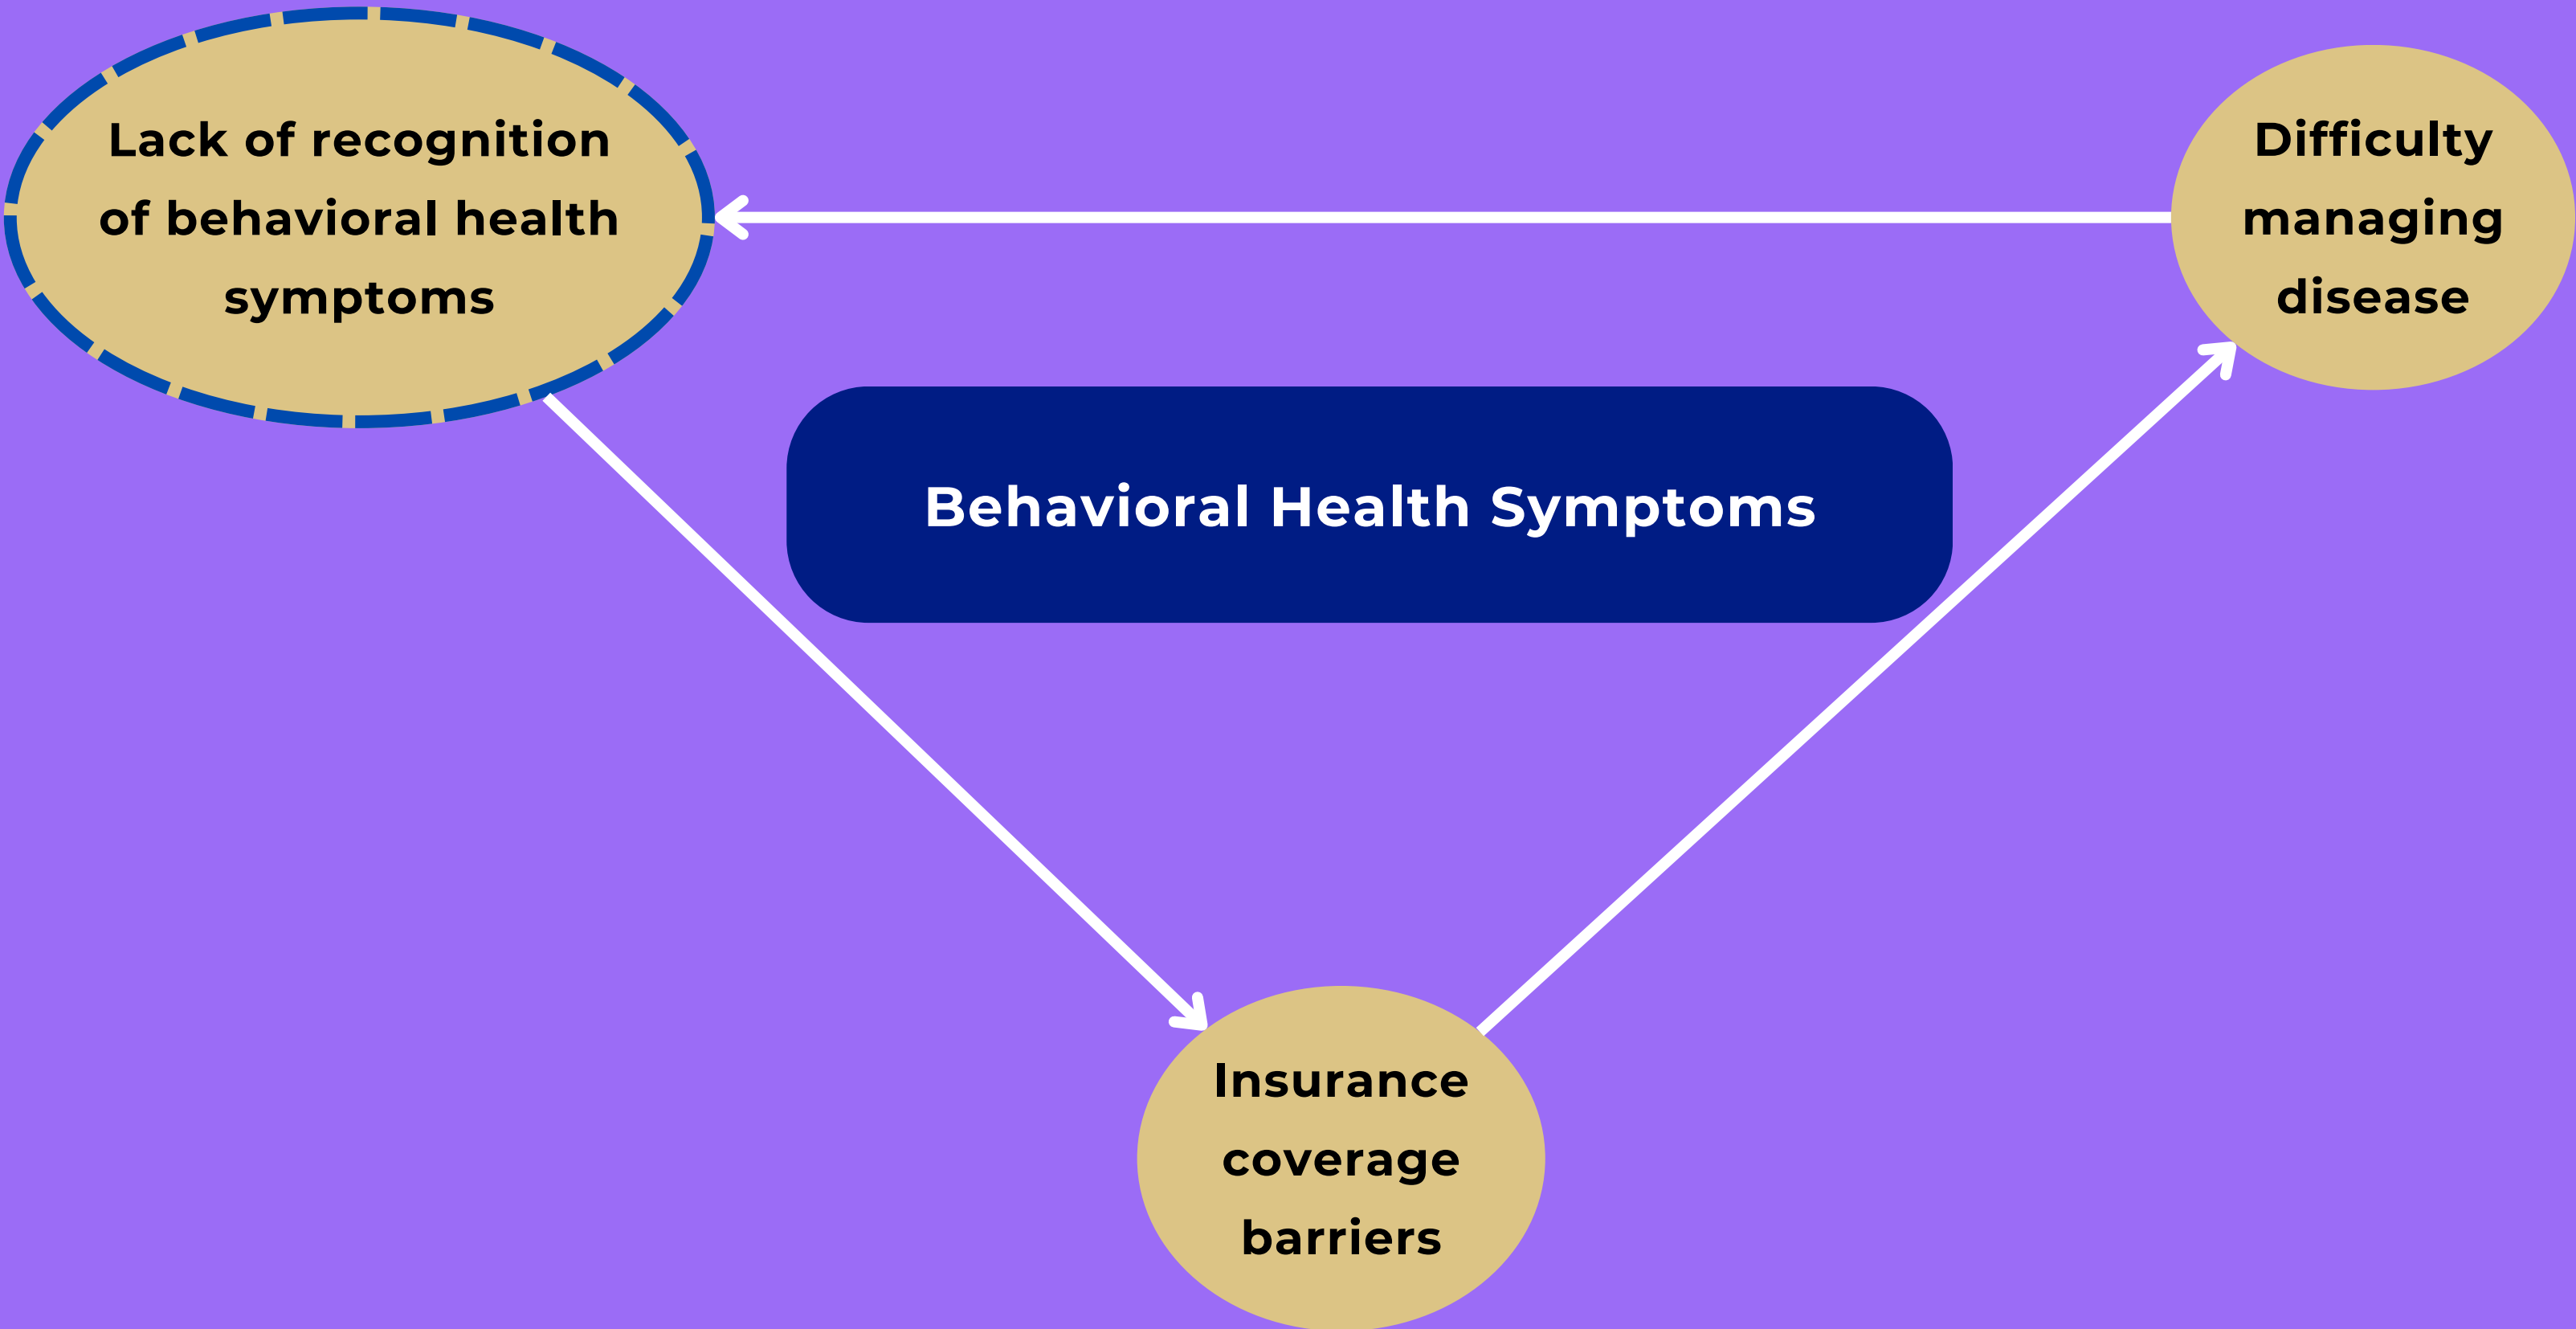 Lack of recognition
of behavioral health
symptoms
Difficulty
managing
disease
Behavioral Health Symptoms
Insurance
coverage
barriers